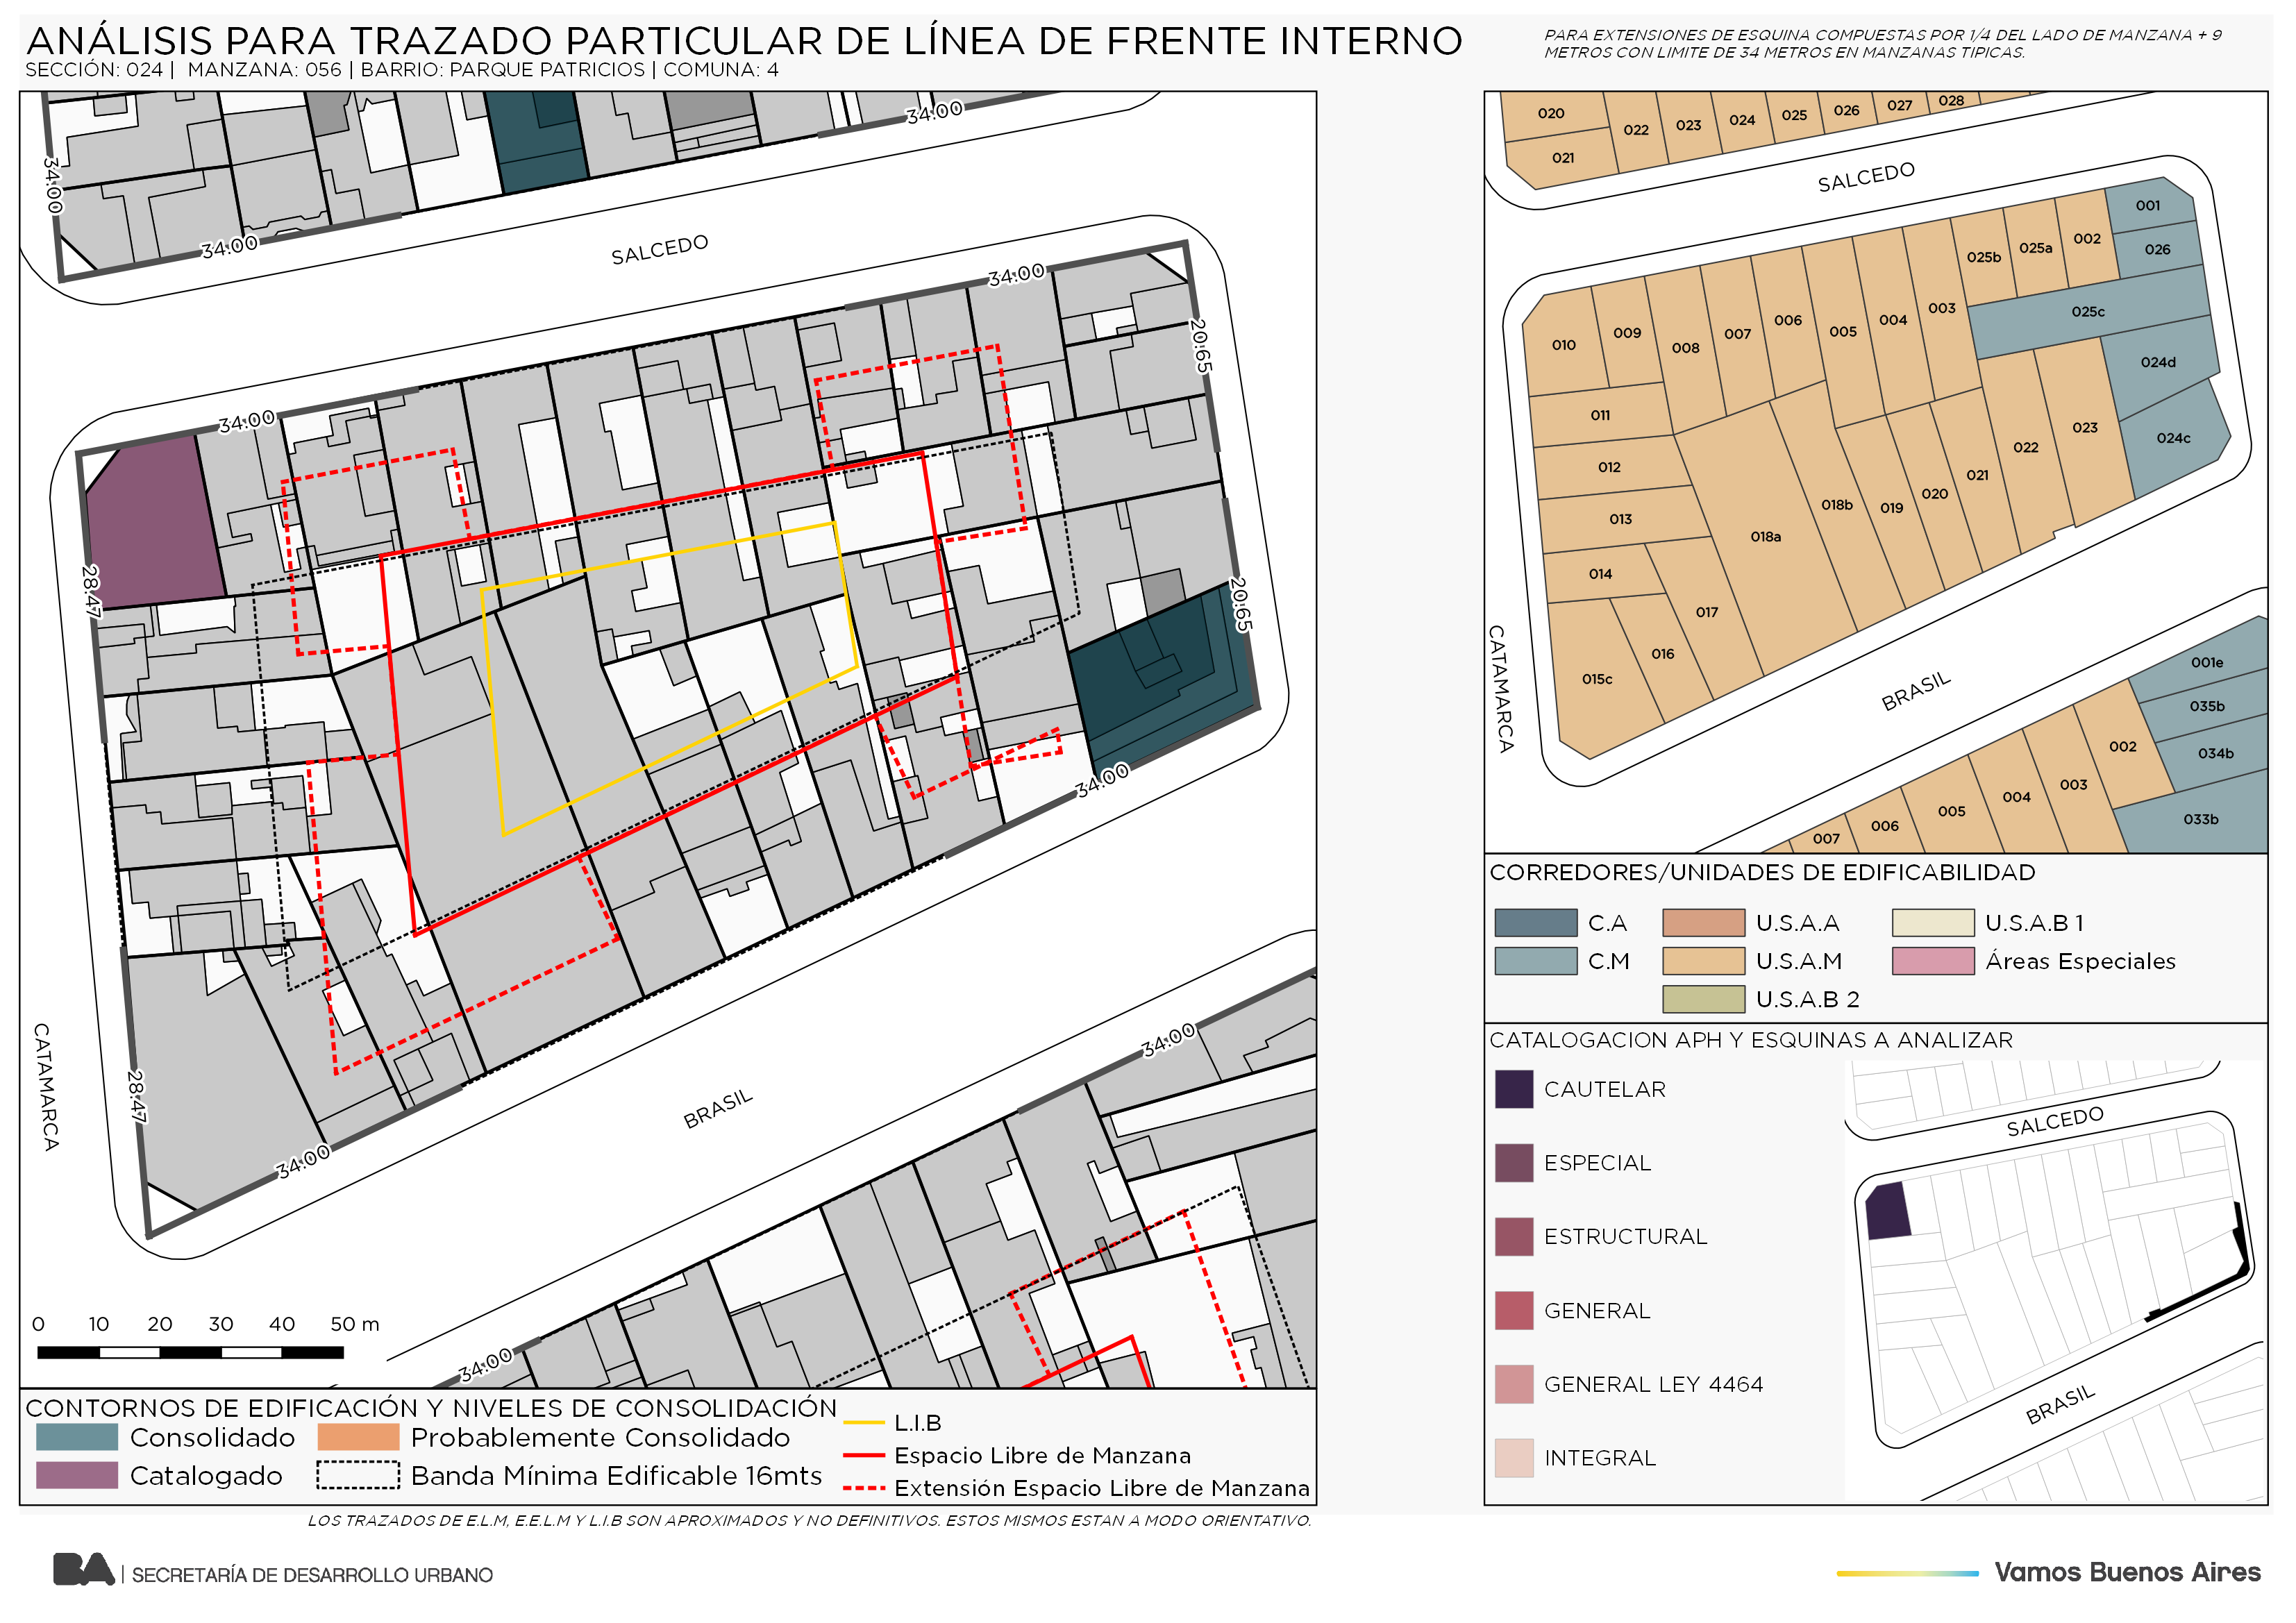 ANÁLISIS PARA TRAZADO PARTICULAR DE LÍNEA DE FRENTE INTERNO
SECCIÓN: 024 | MANZANA: 056 | BARRIO: PARQUE PATRICIOS | COMUNA: 4
PARA EXTENSIONES DE ESQUINA COMPUESTAS POR 1/4 DEL LADO DE MANZANA + 9
METROS CON LIMITE DE 34 METROS EN MANZANAS TIPICAS.
34.00
34.00
34.00
SALCEDO
34.00
34.00
20.65
28.47
20.65
34.00
CATAMARCA
28.47
34.00
BRASIL
34.00
34.00
0 10 20 30 40 50 m
CONTORNOS DE EDIFICACIÓN Y NIVELES DE CONSOLIDACIÓN
Consolidado
Probablemente Consolidado
Catalogado
Banda Mínima Edificable 16mts
L.I.B
Espacio Libre de Manzana
Extensión Espacio Libre de Manzana
LOS TRAZADOS DE E.L.M, E.E.L.M Y L.I.B SON APROXIMADOS Y NO DEFINITIVOS. ESTOS MISMOS ESTAN A MODO ORIENTATIVO.
020
021
022
023
024
025
026
027
028
SALCEDO
001
026
002
025a
025b
025c
003
004
005
006
007
008
009
010
011
012
013
014
015c
016
017
018a
018b
019
020
021
022
023
024d
024c
CATAMARCA
BRASIL
001e
035b
034b
033b
002
003
004
005
006
007
CORREDORES/UNIDADES DE EDIFICABILIDAD
C.A
U.S.A.A
U.S.A.B 1
C.M
U.S.A.M
Áreas Especiales
U.S.A.B 2
CATALOGACION APH Y ESQUINAS A ANALIZAR
CAUTELAR
ESPECIAL
ESTRUCTURAL
GENERAL
GENERAL LEY 4464
INTEGRAL
SALCEDO
BRASIL
BA | SECRETARÍA DE DESARROLLO URBANO
Vamos Buenos Aires